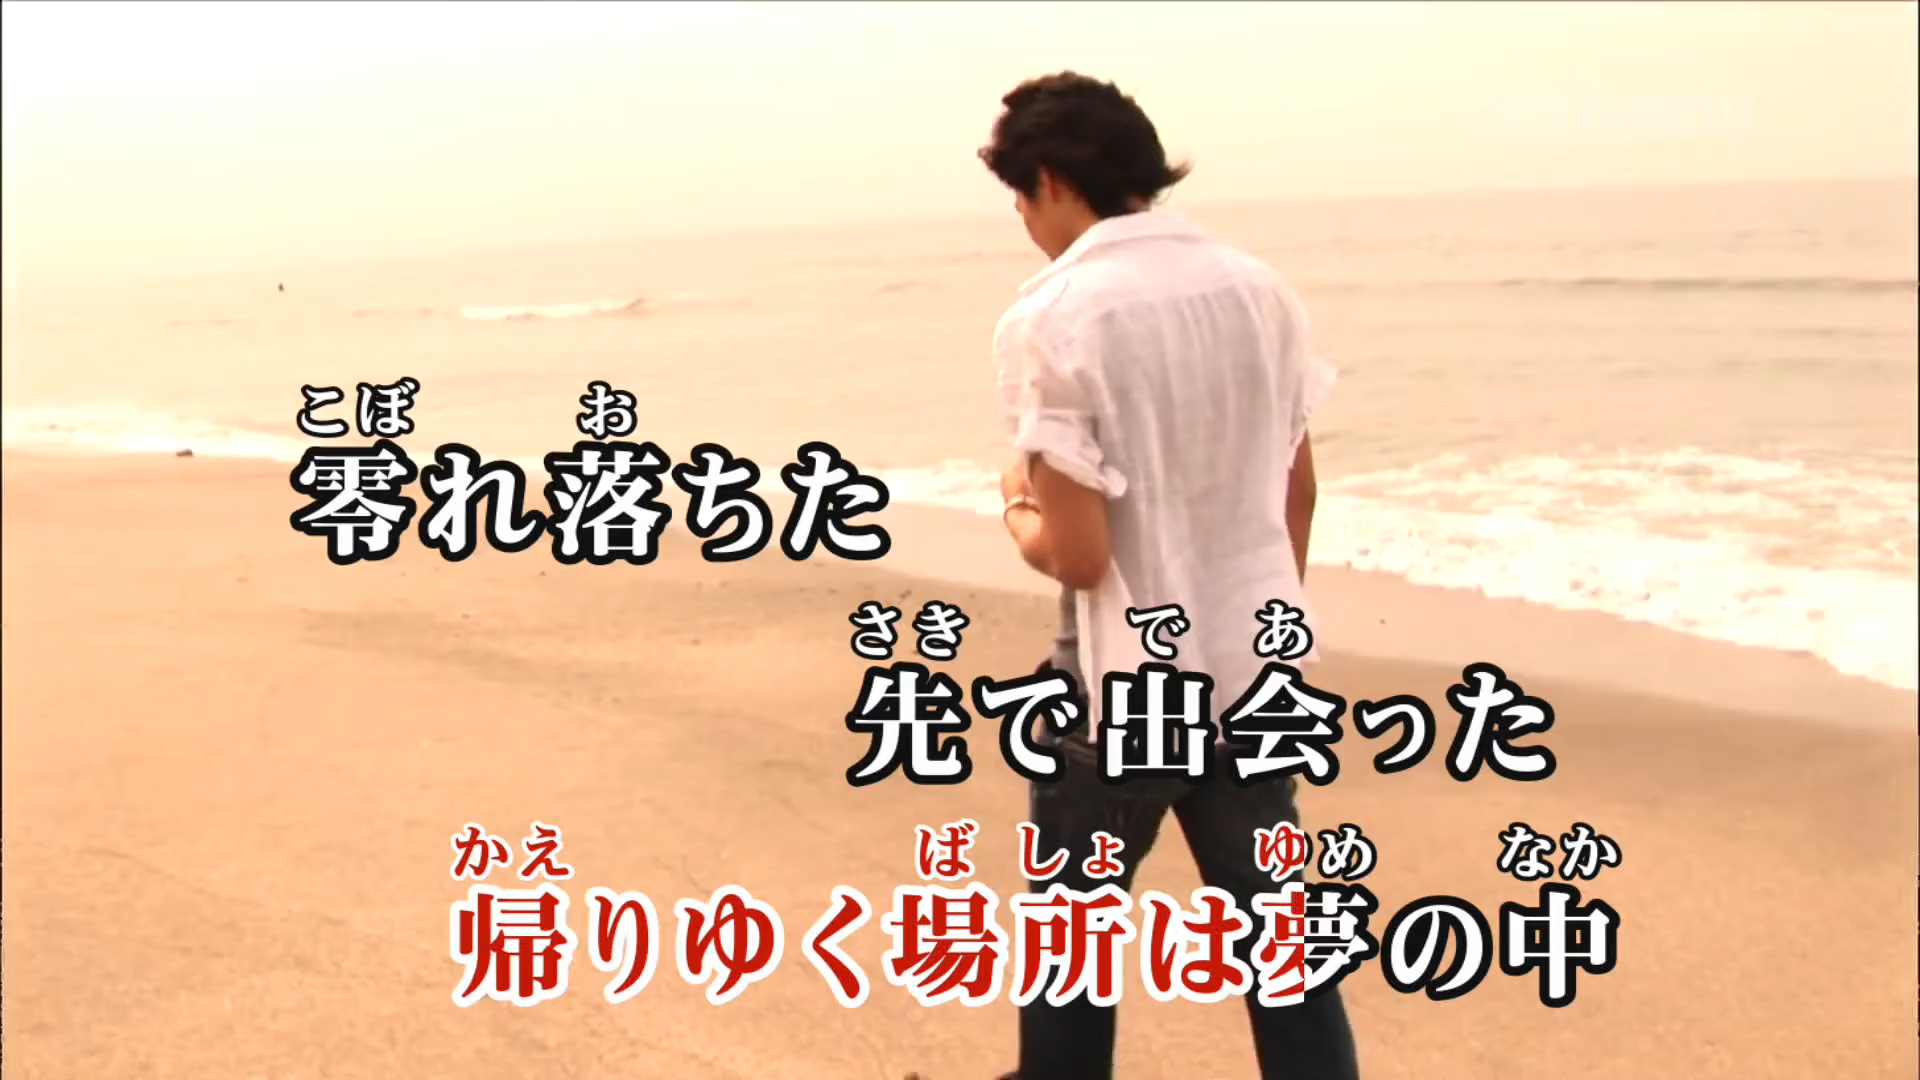 こぼ お
零れ落ちた
さき で あ
先で出会った
かえ ば しょ ゆめ なか
帰りゆく場所は夢の中